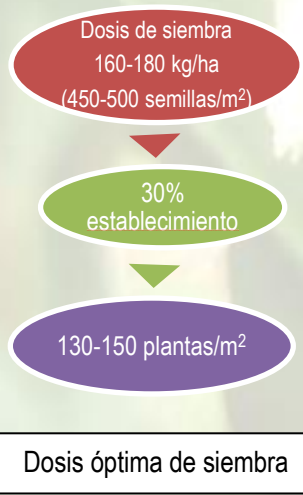 Dosis de siembra
160-180 kg/ha
(450-500 semillas/m²)
30%
establecimiento
130-150 plantas/m²
Dosis óptima de siembra